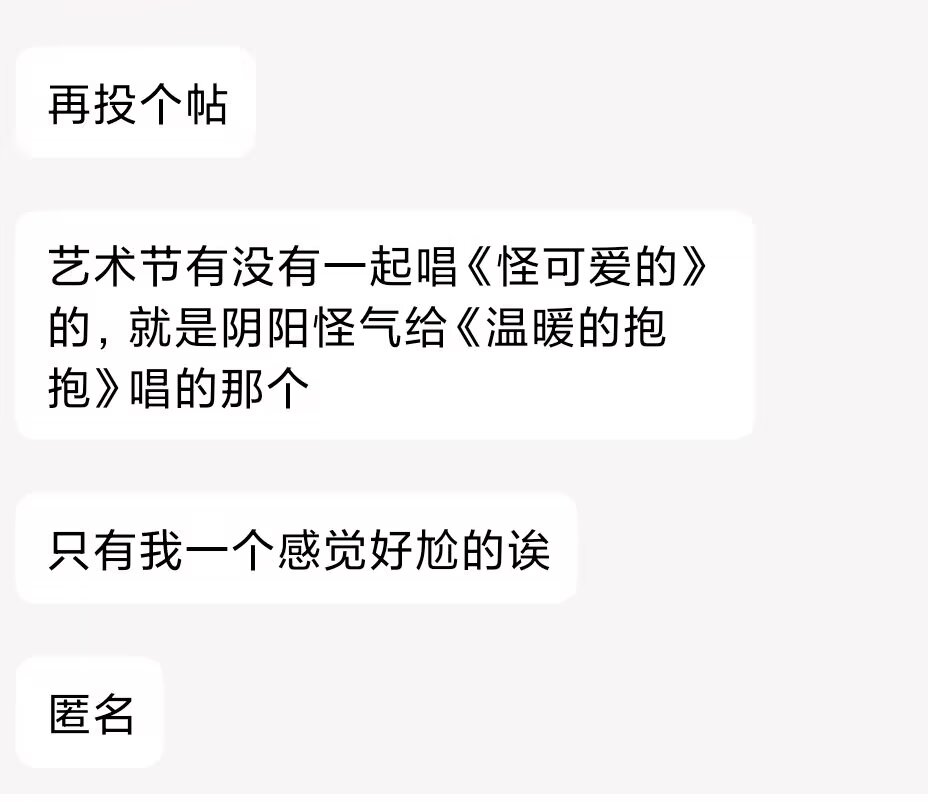 再投个帖
艺术节有没有一起唱《怪可爱的》
的，就是阴阳怪气给《温暖的抱
抱》唱的那个
只有我一个感觉好尬的诶
匿名